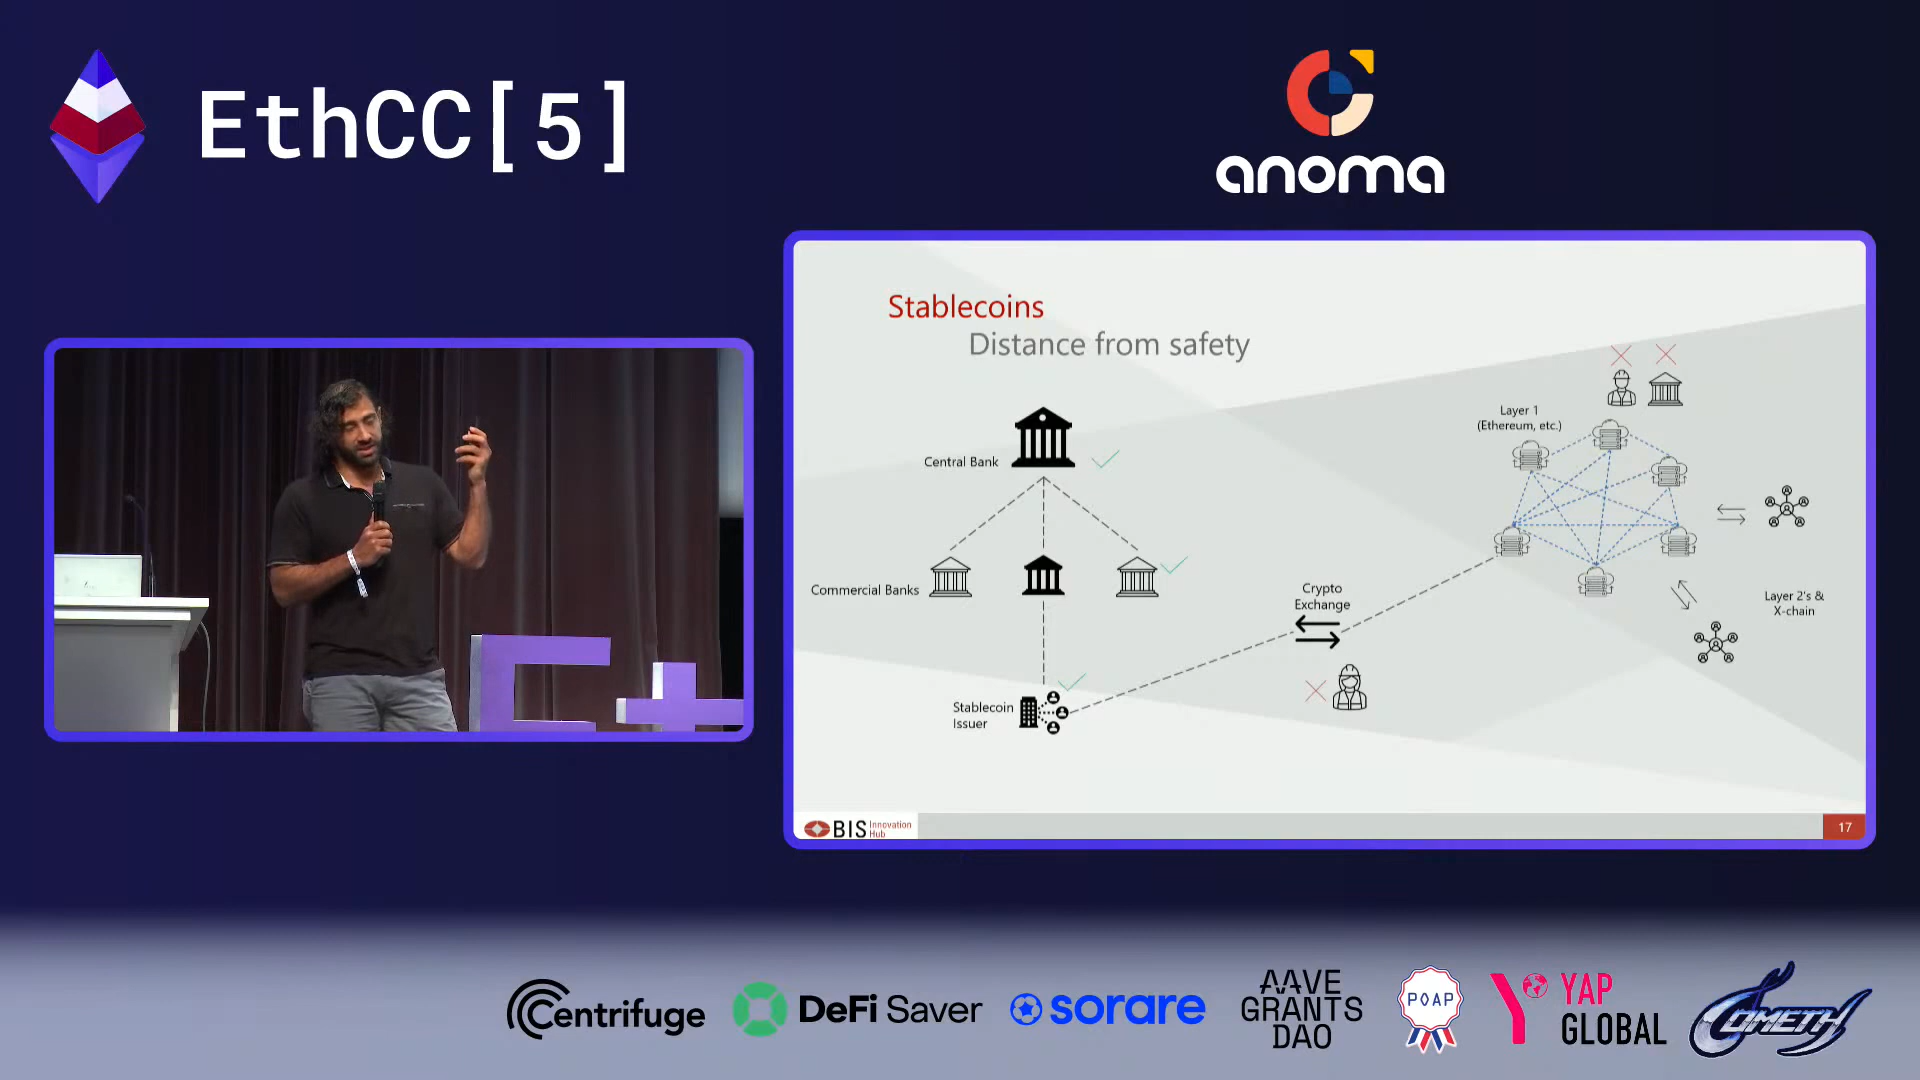 EthCC[5]
anoma
Stablecoins
Distance from safety
Central Bank
Commercial Banks
Stablecoin
Issuer
Crypto
Exchange
Layer 1
(Ethereum, etc.)
Layer 2's &
X-chain
BIS Innovation
Hub
17
Centrifuge
DeFi Saver
sorare
AAVE
GRANTS
DAO
POAP
YAP
GLOBAL
COMETH